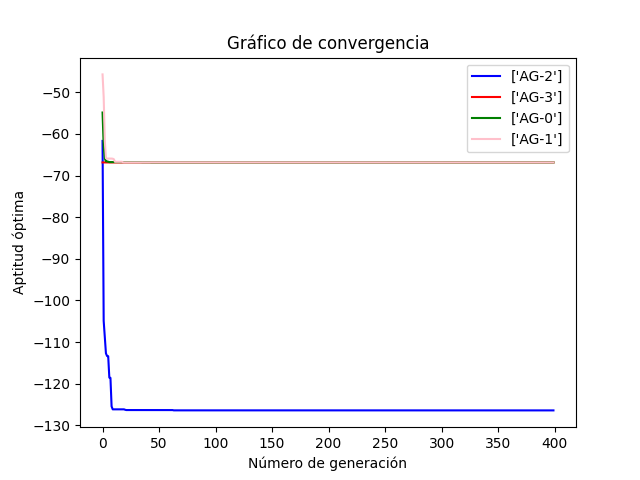 Gráfico de convergencia
['AG-2']
['AG-3']
['AG-0']
['AG-1']
Aptitud óptima
−50
−60
−70
−80
−90
−100
−110
−120
−130
0 50 100 150 200 250 300 350 400
Número de generación